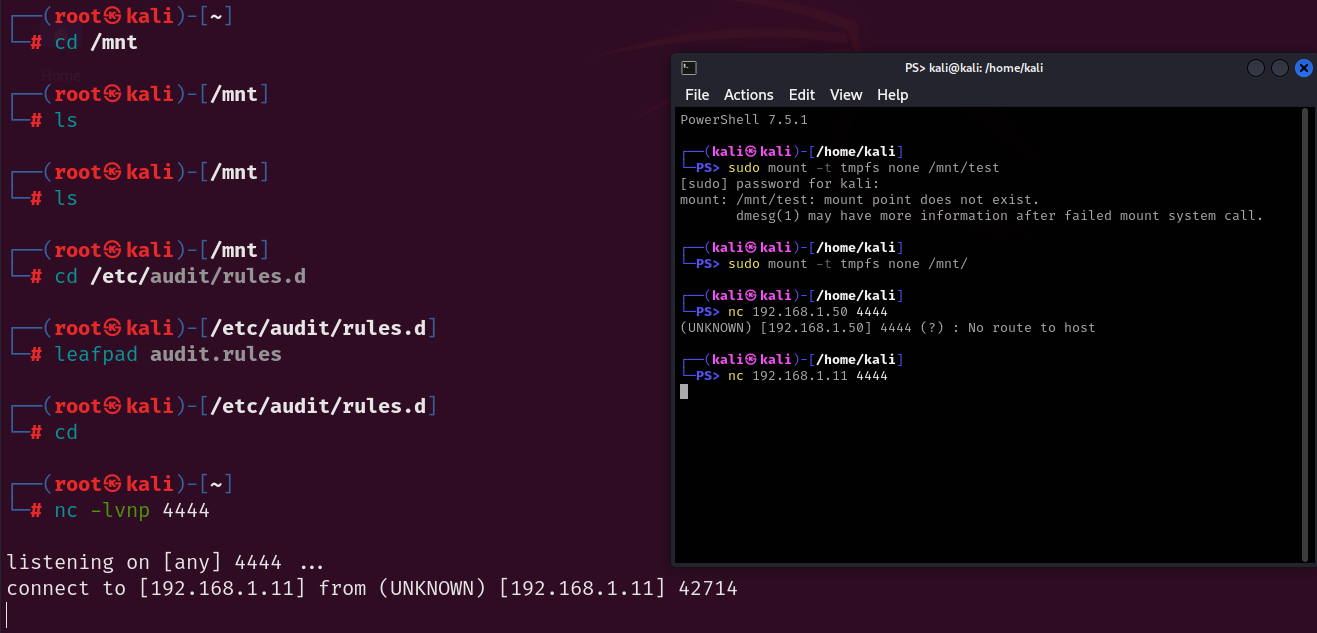 ┌──(root㉿kali)-[~]
└─# cd /mnt
Home
┌──(root㉿kali)-[/mnt]
└─# ls
┌──(root㉿kali)-[/mnt]
└─# ls
┌──(root㉿kali)-[/mnt]
└─# cd /etc/audit/rules.d
┌──(root㉿kali)-[/etc/audit/rules.d]
└─# leafpad audit.rules
┌──(root㉿kali)-[/etc/audit/rules.d]
└─# cd
┌──(root㉿kali)-[~]
└─# nc -lvnp 4444
listening on [any] 4444 ...
connect to [192.168.1.11] from (UNKNOWN) [192.168.1.11] 42714
PS> kali@kali: /home/kali
File Actions Edit View Help
PowerShell 7.5.1
┌──(kali㉿kali)-[/home/kali]
└─PS> sudo mount -t tmpfs none /mnt/test
[sudo] password for kali:
mount: /mnt/test: mount point does not exist.
dmesg(1) may have more information after failed mount system call.
┌──(kali㉿kali)-[/home/kali]
└─PS> sudo mount -t tmpfs none /mnt/
┌──(kali㉿kali)-[/home/kali]
└─PS> nc 192.168.1.50 4444
(UNKNOWN) [192.168.1.50] 4444 (?) : No route to host
┌──(kali㉿kali)-[/home/kali]
└─PS> nc 192.168.1.11 4444